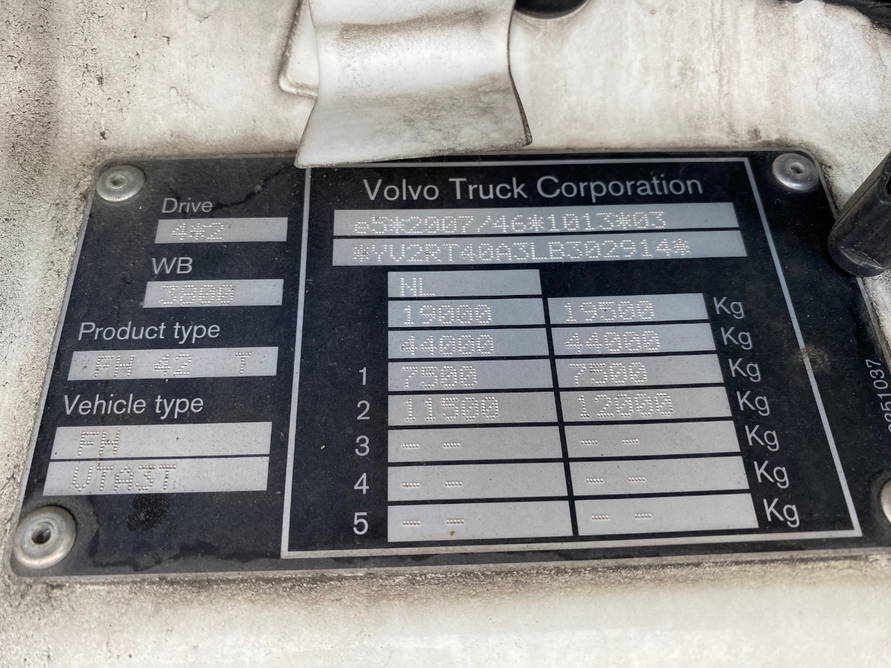 Drive
4*2
WB
3800
Product type
FH 42 T
Vehicle type
FH
VTA3T
Volvo Truck Corporation
e5*2007/46*1013*03
*YV2RT40A3LB302914*
NL
19000 19500 Kg
44000 44000 Kg
1 7500 7500 Kg
2 11500 12000 Kg
3 -- -- -- -- Kg
4 -- -- -- -- Kg
5 -- -- -- -- Kg